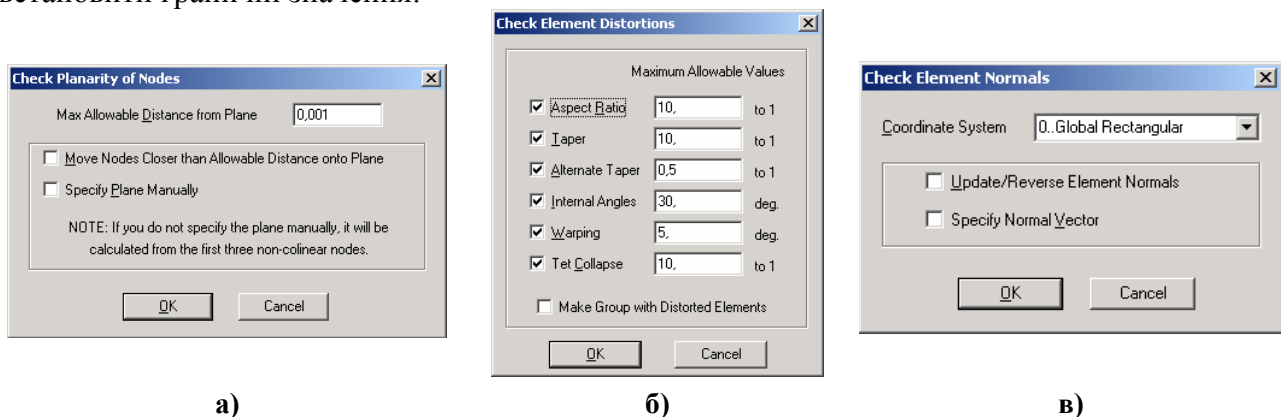 встановити граничні значення.
Check Planarity of Nodes
Max Allowable Distance from Plane 0,001
Move Nodes Closer than Allowable Distance onto Plane
Specify Plane Manually
NOTE: If you do not specify the plane manually, it will be
calculated from the first three non-colinear nodes.
OK Cancel
а)
Check Element Distortions
Maximum Allowable Values
Aspect Ratio 10, to 1
Taper 10, to 1
Alternate Taper 0,5 to 1
Internal Angles 30, deg.
Warping 5, deg.
Tet Collapse 10, to 1
Make Group with Distorted Elements
OK Cancel
б)
Check Element Normals
Coordinate System 0..Global Rectangular
Update/Reverse Element Normals
Specify Normal Vector
OK Cancel
в)